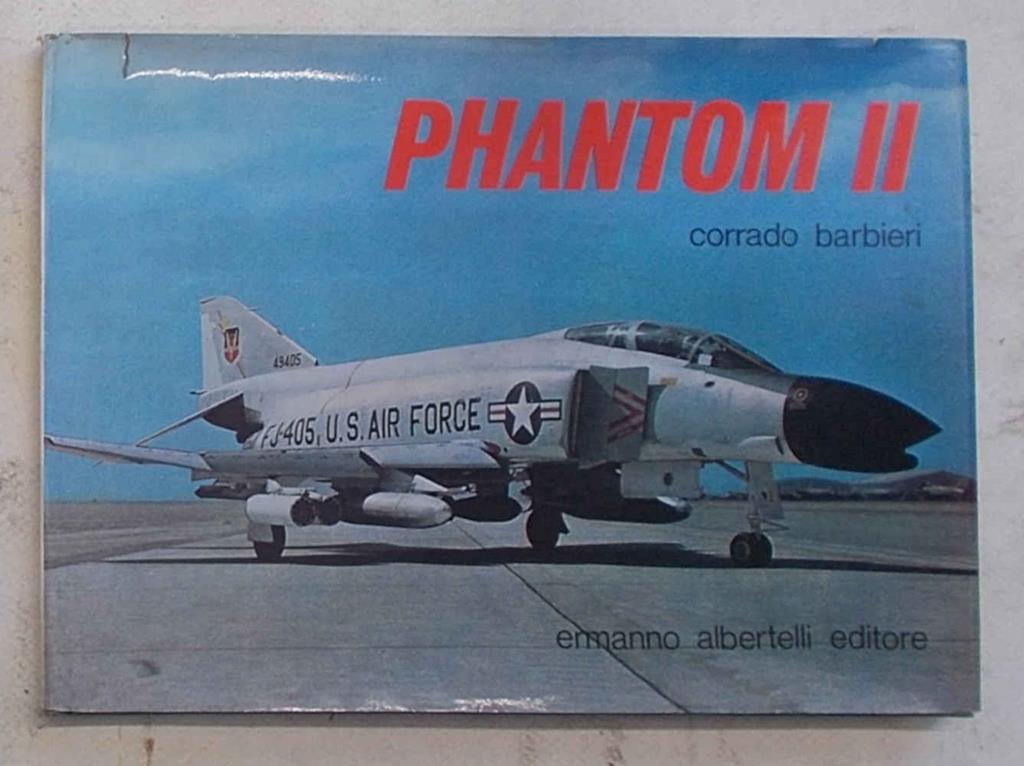 PHANTOM II
corrado barbieri
49405
FJ-405, U.S. AIR FORCE
ermanno albertelli editore